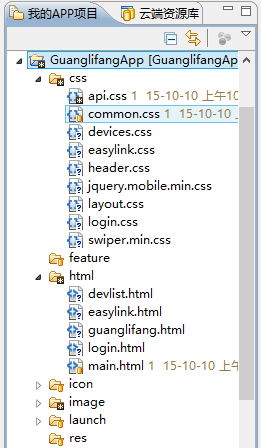 我的APP项目 云端资源库
GuanglifangApp [GuanglifangApp
css
api.css 1 15-10-10 上午10
common.css 1 15-10-10 上
devices.css
easylink.css
header.css
jquery.mobile.min.css
layout.css
login.css
swiper.min.css
feature
html
devlist.html
easylink.html
guanglifang.html
login.html
main.html 1 15-10-10 上午
icon
image
launch
res